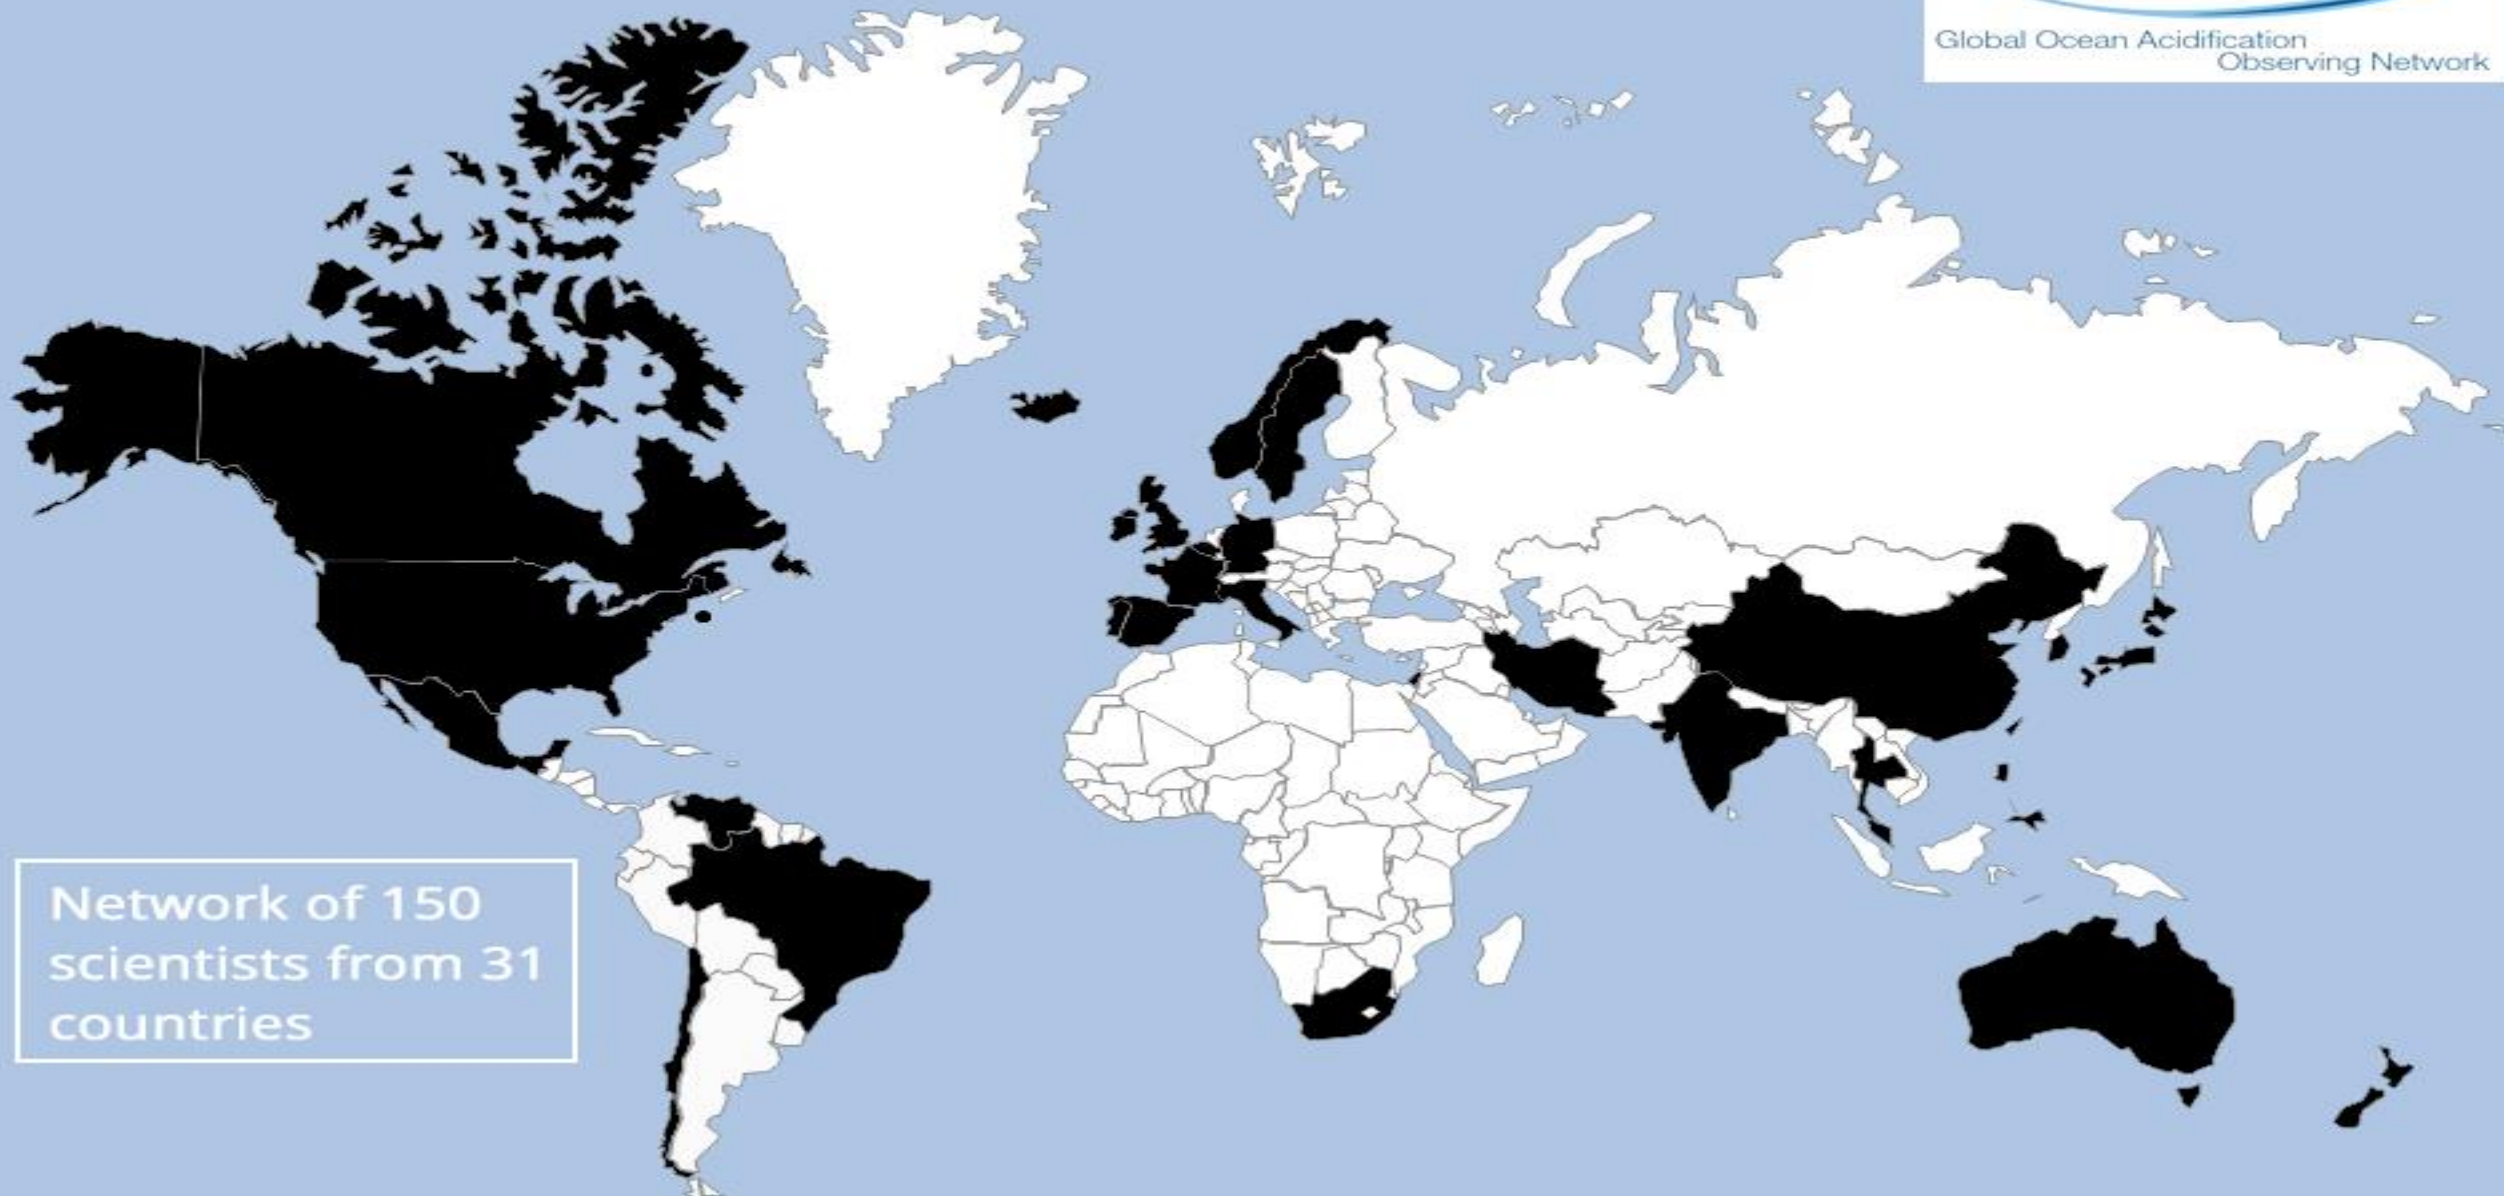 Global Ocean Acidification
Observing Network
Network of 150
scientists from 31
countries